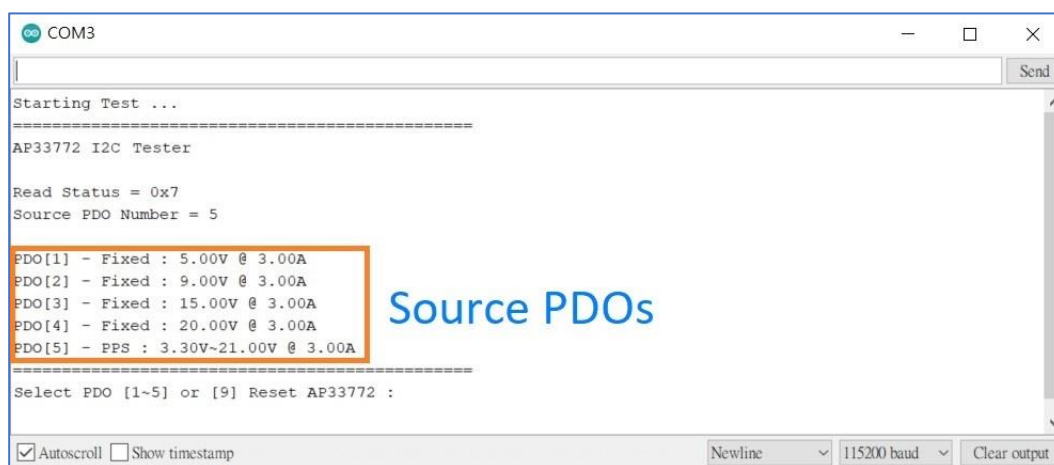 COM3
Send
Starting Test ...
===============================================
AP33772 I2C Tester
Read Status = 0x7
Source PDO Number = 5
PDO[1] - Fixed : 5.00V @ 3.00A
PDO[2] - Fixed : 9.00V @ 3.00A
PDO[3] - Fixed : 15.00V @ 3.00A
PDO[4] - Fixed : 20.00V @ 3.00A
PDO[5] - PPS : 3.30V~21.00V @ 3.00A
Source PDOs
===============================================
Select PDO [1~5] or [9] Reset AP33772 :
Autoscroll Show timestamp Newline 115200 baud Clear output